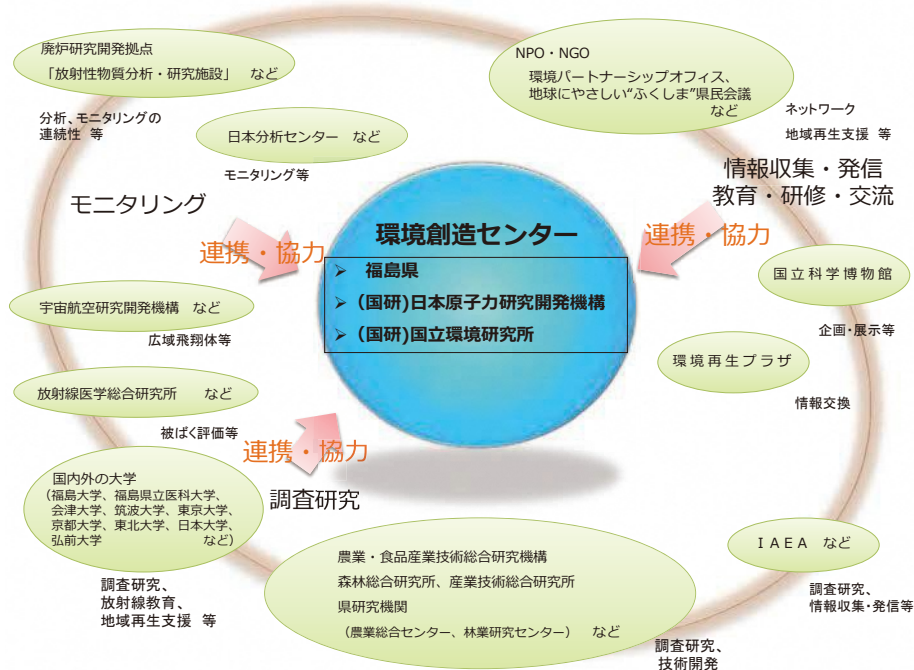 廃炉研究開発拠点
「放射性物質分析・研究施設」 など
分析、モニタリングの
連続性 等
日本分析センター など
モニタリング等
モニタリング
NPO・NGO
環境パートナーシップオフィス、
地球にやさしい“ふくしま”県民会議
など
ネットワーク
地域再生支援 等
情報収集・発信
教育・研修・交流
連携・協力
連携・協力
環境創造センター
➢ 福島県
➢ (国研)日本原子力研究開発機構
➢ (国研)国立環境研究所
国立科学博物館
企画・展示等
環境再生プラザ
情報交換
宇宙航空研究開発機構 など
広域飛翔体等
放射線医学総合研究所 など
被ばく評価等
連携・協力
調査研究
国内外の大学
(福島大学、福島県立医科大学、
会津大学、筑波大学、東京大学、
京都大学、東北大学、日本大学、
弘前大学 など)
調査研究、
放射線教育、
地域再生支援 等
農業・食品産業技術総合研究機構
森林総合研究所、産業技術総合研究所
県研究機関
(農業総合センター、林業研究センター) など
調査研究、
技術開発
IAEA など
調査研究、
情報収集・発信等